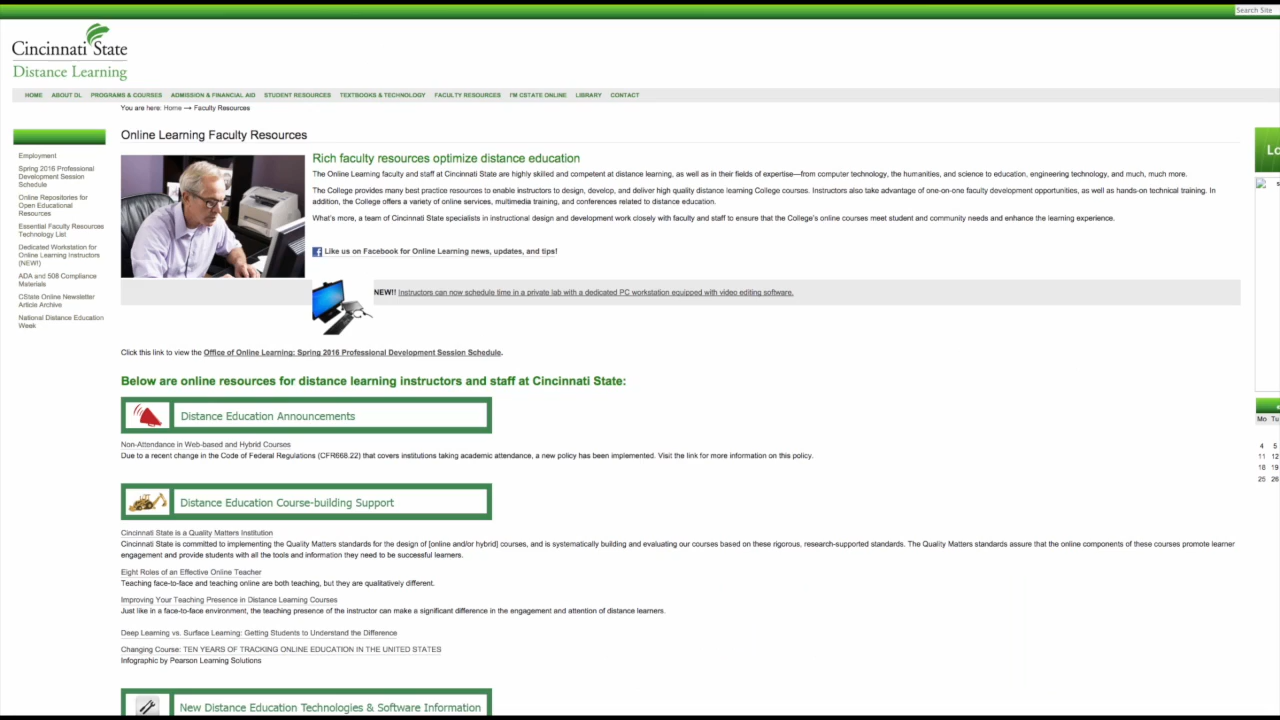 Search Site
Cincinnati State
Distance Learning
HOME ABOUT DL PROGRAMS & COURSES ADMISSION & FINANCIAL AID STUDENT RESOURCES TEXTBOOKS & TECHNOLOGY FACULTY RESOURCES I'M CSTATE ONLINE LIBRARY CONTACT
You are here: Home → Faculty Resources
Employment
Spring 2016 Professional
Development Session
Schedule
Online Repositories for
Open Educational
Resources
Essential Faculty Resources
Technology List
Dedicated Workstation for
Online Learning Instructors
(NEW!)
ADA and 508 Compliance
Materials
CState Online Newsletter
Article Archive
National Distance Education
Week
Online Learning Faculty Resources
Rich faculty resources optimize distance education
The Online Learning faculty and staff at Cincinnati State are highly skilled and competent at distance learning, as well as in their fields of expertise—from computer technology, the humanities, and science to education, engineering technology, and much, much more.
The College provides many best practice resources to enable instructors to design, develop, and deliver high quality distance learning College courses. Instructors also take advantage of one-on-one faculty development opportunities, as well as hands-on technical training. In
addition, the College offers a variety of online services, multimedia training, and conferences related to distance education.
What's more, a team of Cincinnati State specialists in instructional design and development work closely with faculty and staff to ensure that the College's online courses meet student and community needs and enhance the learning experience.
Like us on Facebook for Online Learning news, updates, and tips!
NEW!! Instructors can now schedule time in a private lab with a dedicated PC workstation equipped with video editing software.
Click this link to view the Office of Online Learning: Spring 2016 Professional Development Session Schedule.
Below are online resources for distance learning instructors and staff at Cincinnati State:
Distance Education Announcements
Non-Attendance in Web-based and Hybrid Courses
Due to a recent change in the Code of Federal Regulations (CFR668.22) that covers institutions taking academic attendance, a new policy has been implemented. Visit the link for more information on this policy.
Distance Education Course-building Support
Cincinnati State is a Quality Matters Institution
Cincinnati State is committed to implementing the Quality Matters standards for the design of [online and/or hybrid] courses, and is systematically building and evaluating our courses based on these rigorous, research-supported standards. The Quality Matters standards assure that the online components of these courses promote learner
engagement and provide students with all the tools and information they need to be successful learners.
Eight Roles of an Effective Online Teacher
Teaching face-to-face and teaching online are both teaching, but they are qualitatively different.
Improving Your Teaching Presence in Distance Learning Courses
Just like in a face-to-face environment, the teaching presence of the instructor can make a significant difference in the engagement and attention of distance learners.
Deep Learning vs. Surface Learning: Getting Students to Understand the Difference
Changing Course: TEN YEARS OF TRACKING ONLINE EDUCATION IN THE UNITED STATES
Infographic by Pearson Learning Solutions
New Distance Education Technologies & Software Information
Lo
s
Mo Tu
4 5
11 12
18 19
25 26